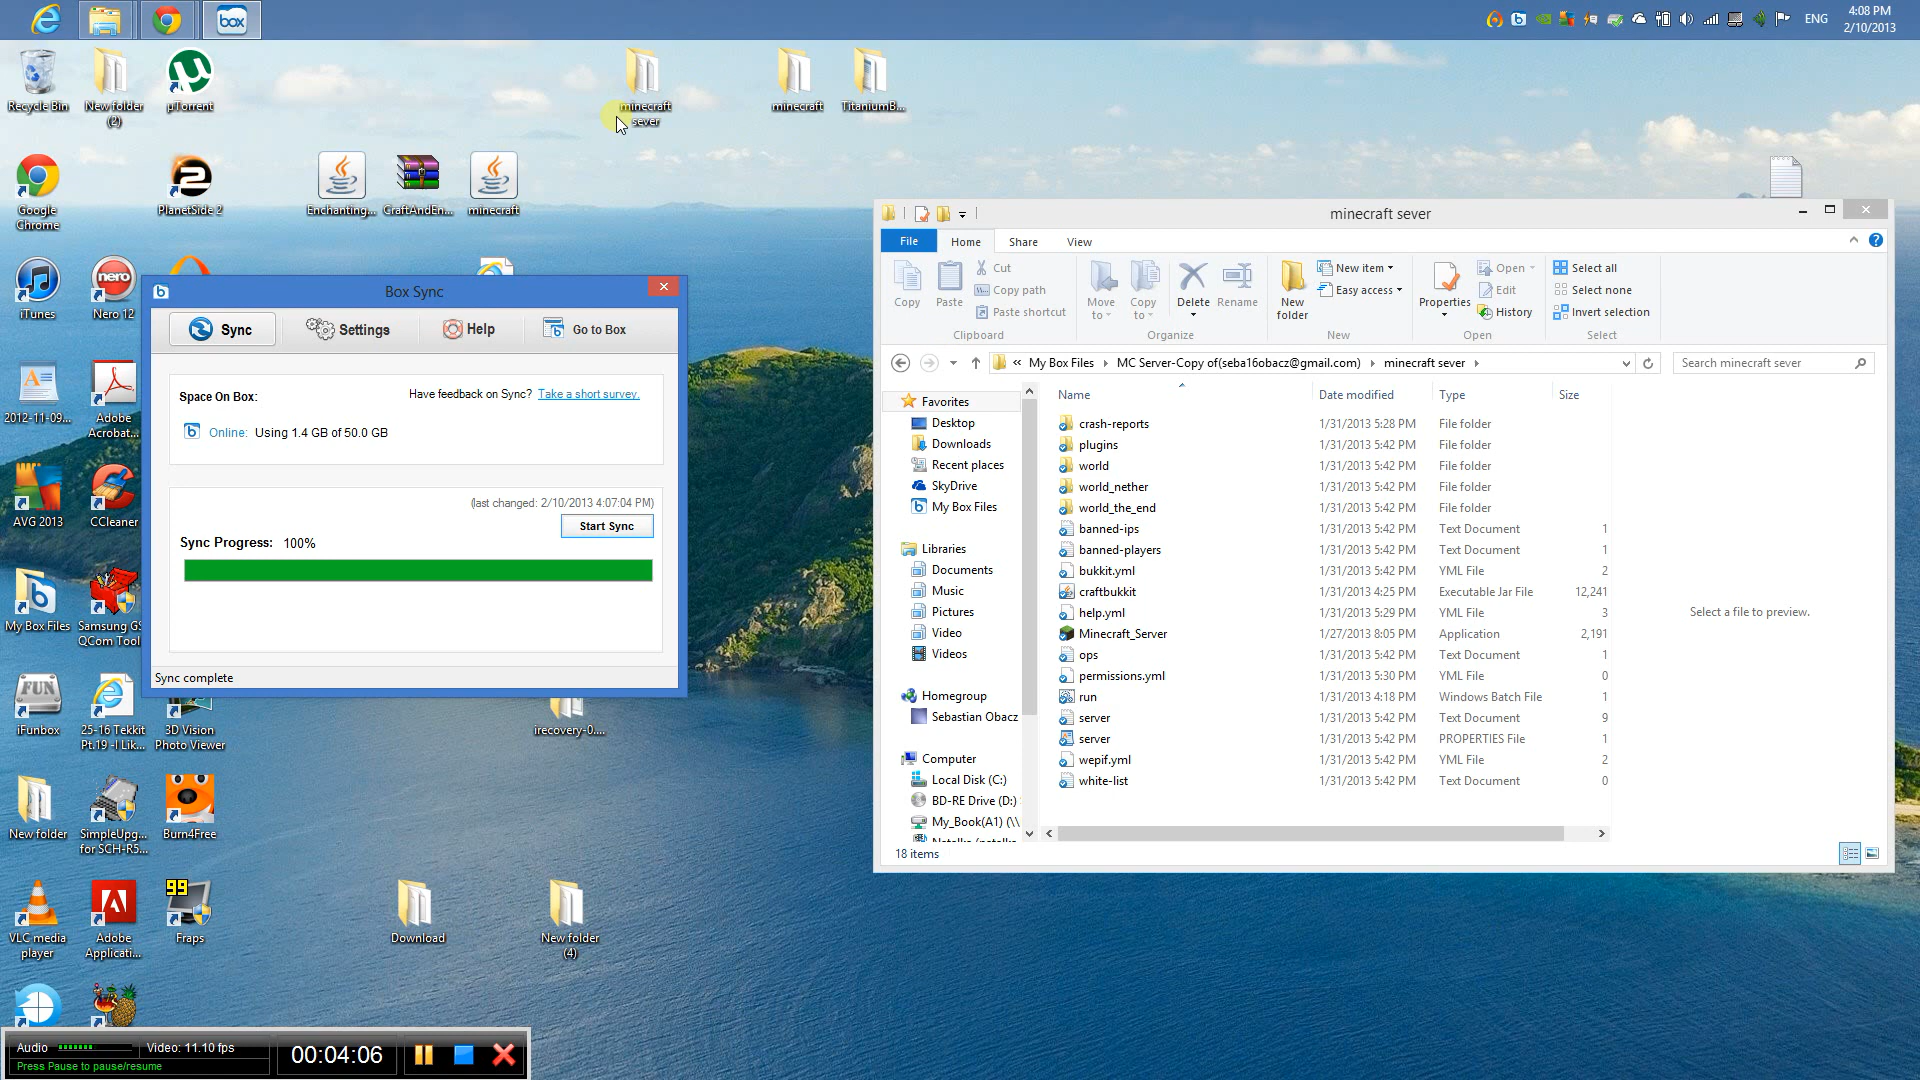 box
ENG
4:08 PM
2/10/2013
Recycle Bin
New folder
(2)
µTorrent
minecraft
sever
minecraft
TitaniumB...
Google
Chrome
PlanetSide 2
Enchanting...
CraftAndEn...
minecraft
iTunes
nero
Nero 12
2012-11-09...
Adobe
Acrobat...
AVG 2013
CCleaner
My Box Files
Samsung GS
QCom Tool
iFunbox
25-16 Tekkit
Pt.19 -I Lik...
3D Vision
Photo Viewer
irecovery-0....
New folder
SimpleUpg...
for SCH-R5...
Burn4Free
VLC media
player
Adobe
Applicati...
99
Fraps
Download
New folder
(4)
Box Sync
Sync
Settings
Help
Go to Box
Space On Box:
Have feedback on Sync? Take a short survey.
Online: Using 1.4 GB of 50.0 GB
(last changed: 2/10/2013 4:07:04 PM)
Start Sync
Sync Progress: 100%
Sync complete
minecraft sever
File
Home
Share
View
Copy
Paste
Cut
Copy path
Paste shortcut
Clipboard
Move
to
Copy
to
Delete
Rename
Organize
New
folder
New item
Easy access
New
Properties
Open
Edit
History
Open
Select all
Select none
Invert selection
Select
« My Box Files
MC Server-Copy of(seba16obacz@gmail.com)
minecraft sever
Search minecraft sever
Favorites
Desktop
Downloads
Recent places
SkyDrive
My Box Files
Libraries
Documents
Music
Pictures
Video
Videos
Homegroup
Sebastian Obacz
Computer
Local Disk (C:)
BD-RE Drive (D:)
My_Book(A1) (\\
Name Date modified Type Size
crash-reports 1/31/2013 5:28 PM File folder
plugins 1/31/2013 5:42 PM File folder
world 1/31/2013 5:42 PM File folder
world_nether 1/31/2013 5:42 PM File folder
world_the_end 1/31/2013 5:42 PM File folder
banned-ips 1/31/2013 5:42 PM Text Document 1
banned-players 1/31/2013 5:42 PM Text Document 1
bukkit.yml 1/31/2013 5:42 PM YML File 2
craftbukkit 1/31/2013 4:25 PM Executable Jar File 12,241
help.yml 1/31/2013 5:29 PM YML File 3
Minecraft_Server 1/27/2013 8:05 PM Application 2,191
ops 1/31/2013 5:42 PM Text Document 1
permissions.yml 1/31/2013 5:30 PM YML File 0
run 1/31/2013 4:18 PM Windows Batch File 1
server 1/31/2013 5:42 PM Text Document 9
server 1/31/2013 5:42 PM PROPERTIES File 1
wepif.yml 1/31/2013 5:42 PM YML File 2
white-list 1/31/2013 5:42 PM Text Document 0
Select a file to preview.
18 items
Audio
Video: 11.10 fps
Press Pause to pause/resume
00:04:06